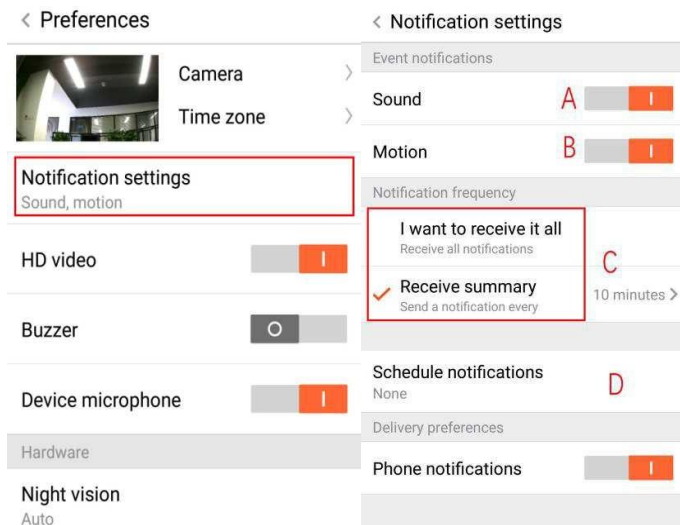 Preferences
Camera
Time zone
Notification settings
Sound, motion
HD video
Buzzer
Device microphone
Hardware
Night vision
Auto
Notification settings
Event notifications
Sound A
Motion B
Notification frequency
I want to receive it all
Receive all notifications
C
Receive summary
Send a notification every
10 minutes
Schedule notifications
None
D
Delivery preferences
Phone notifications